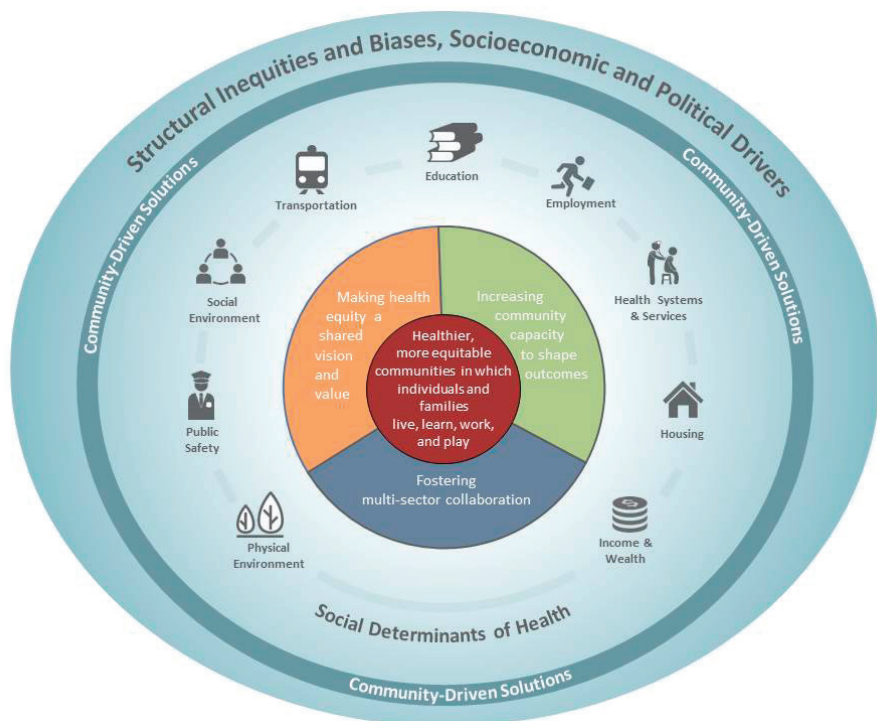 Structural Inequities and Biases, Socioeconomic and Political Drivers
Community-Driven Solutions
Community-Driven Solutions
Community-Driven Solutions
Education
Transportation
Employment
Social
Environment
Health Systems
& Services
Public
Safety
Housing
Physical
Environment
Income &
Wealth
Social Determinants of Health
Making health
equity a
shared
vision
and
value
Increasing
community
capacity
to shape
outcomes
Healthier,
more equitable
communities in which
individuals and
families
live, learn, work,
and play
Fostering
multi-sector collaboration